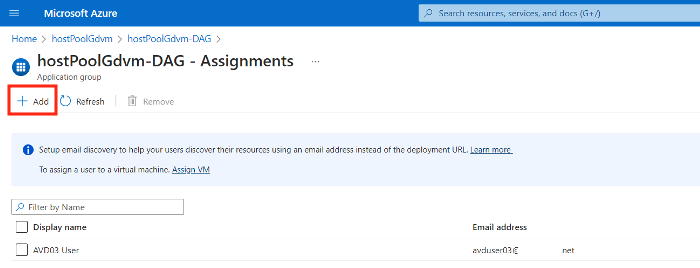 Microsoft Azure
Search resources, services, and docs (G+/)
Home > hostPoolGdvm > hostPoolGdvm-DAG >
hostPoolGdvm-DAG - Assignments ...
Application group
+ Add Refresh Remove
Setup email discovery to help your users discover their resources using an email address instead of the deployment URL. Learn more
To assign a user to a virtual machine, Assign VM
Filter by Name
Display name Email address
AVD03 User avduser03@ net